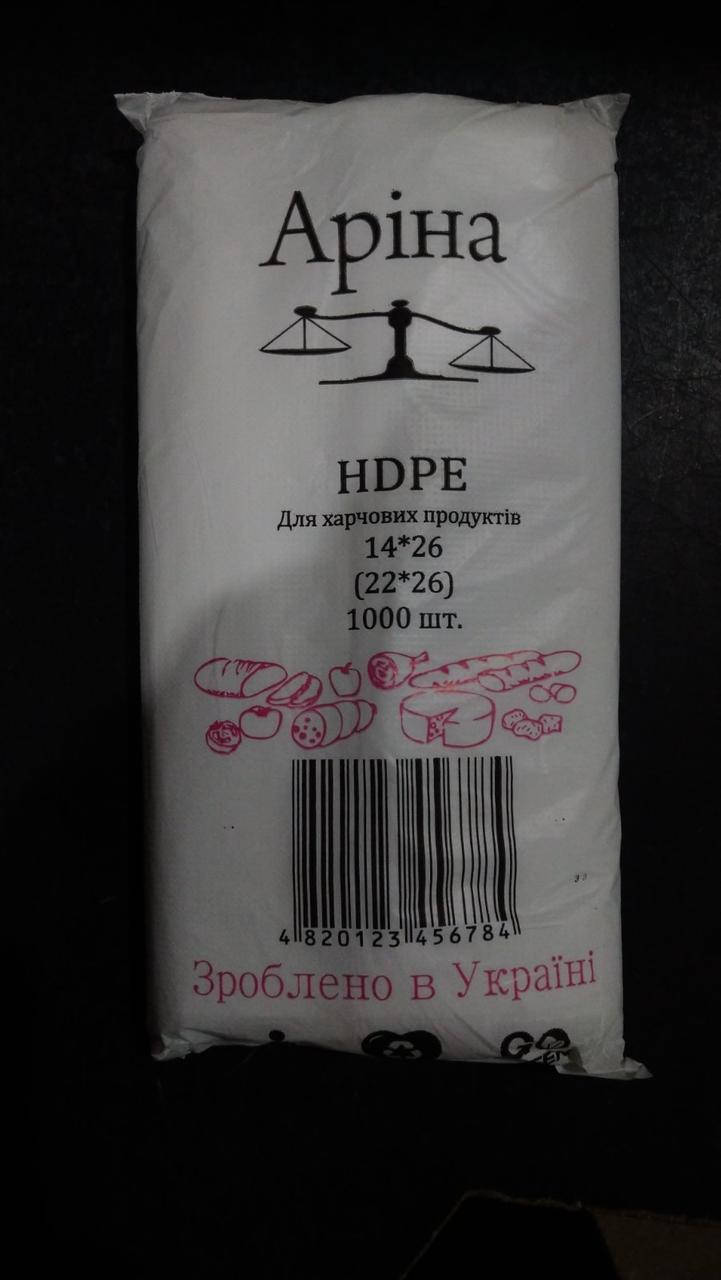 Аріна
HDPE
Для харчових продуктів
14*26
(22*26)
1000 шт.
4 820123 456784
Зроблено в Україні